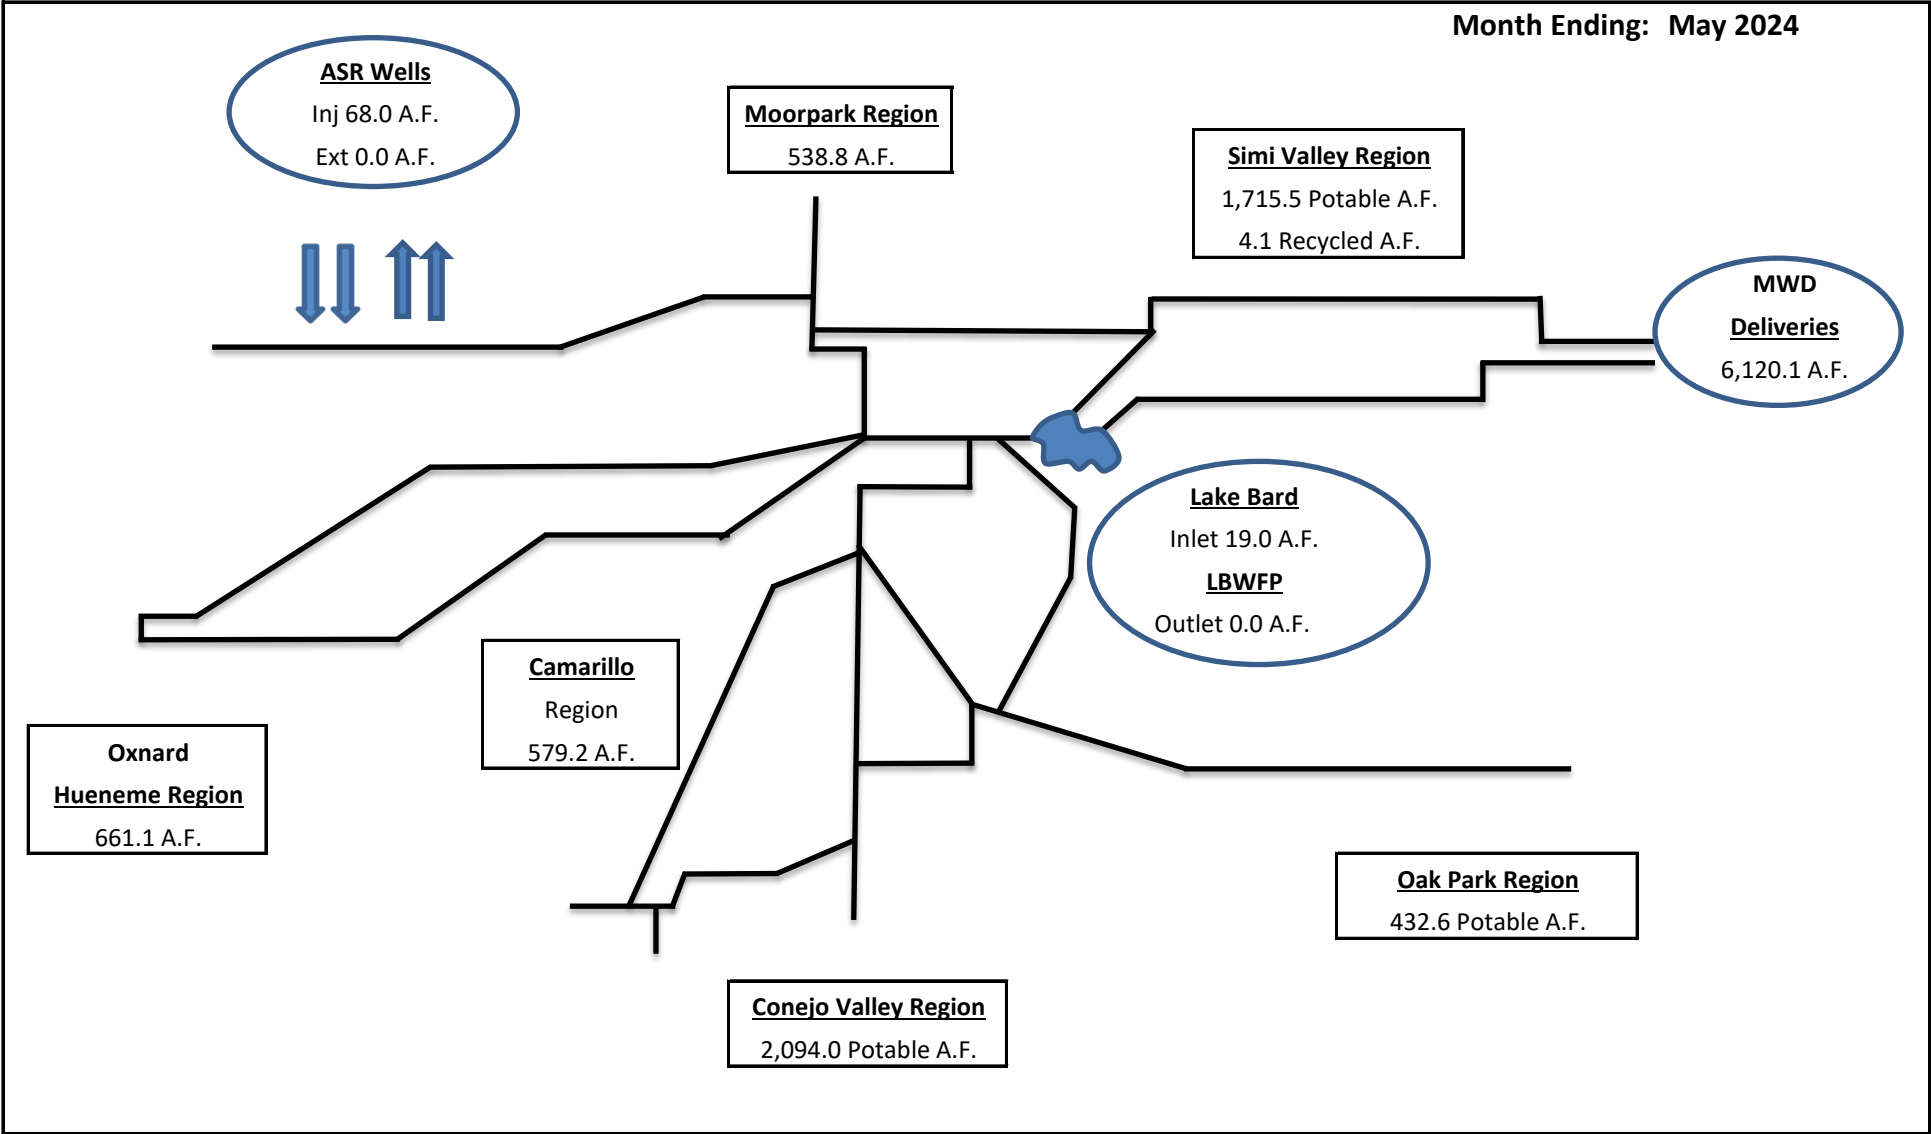 Month Ending: May 2024
ASR Wells
Inj 68.0 A.F.
Ext 0.0 A.F.
Moorpark Region
538.8 A.F.
Simi Valley Region
1,715.5 Potable A.F.
4.1 Recycled A.F.
MWD
Deliveries
6,120.1 A.F.
Lake Bard
Inlet 19.0 A.F.
LBWFP
Outlet 0.0 A.F.
Camarillo
Region
579.2 A.F.
Oxnard
Hueneme Region
661.1 A.F.
Oak Park Region
432.6 Potable A.F.
Conejo Valley Region
2,094.0 Potable A.F.